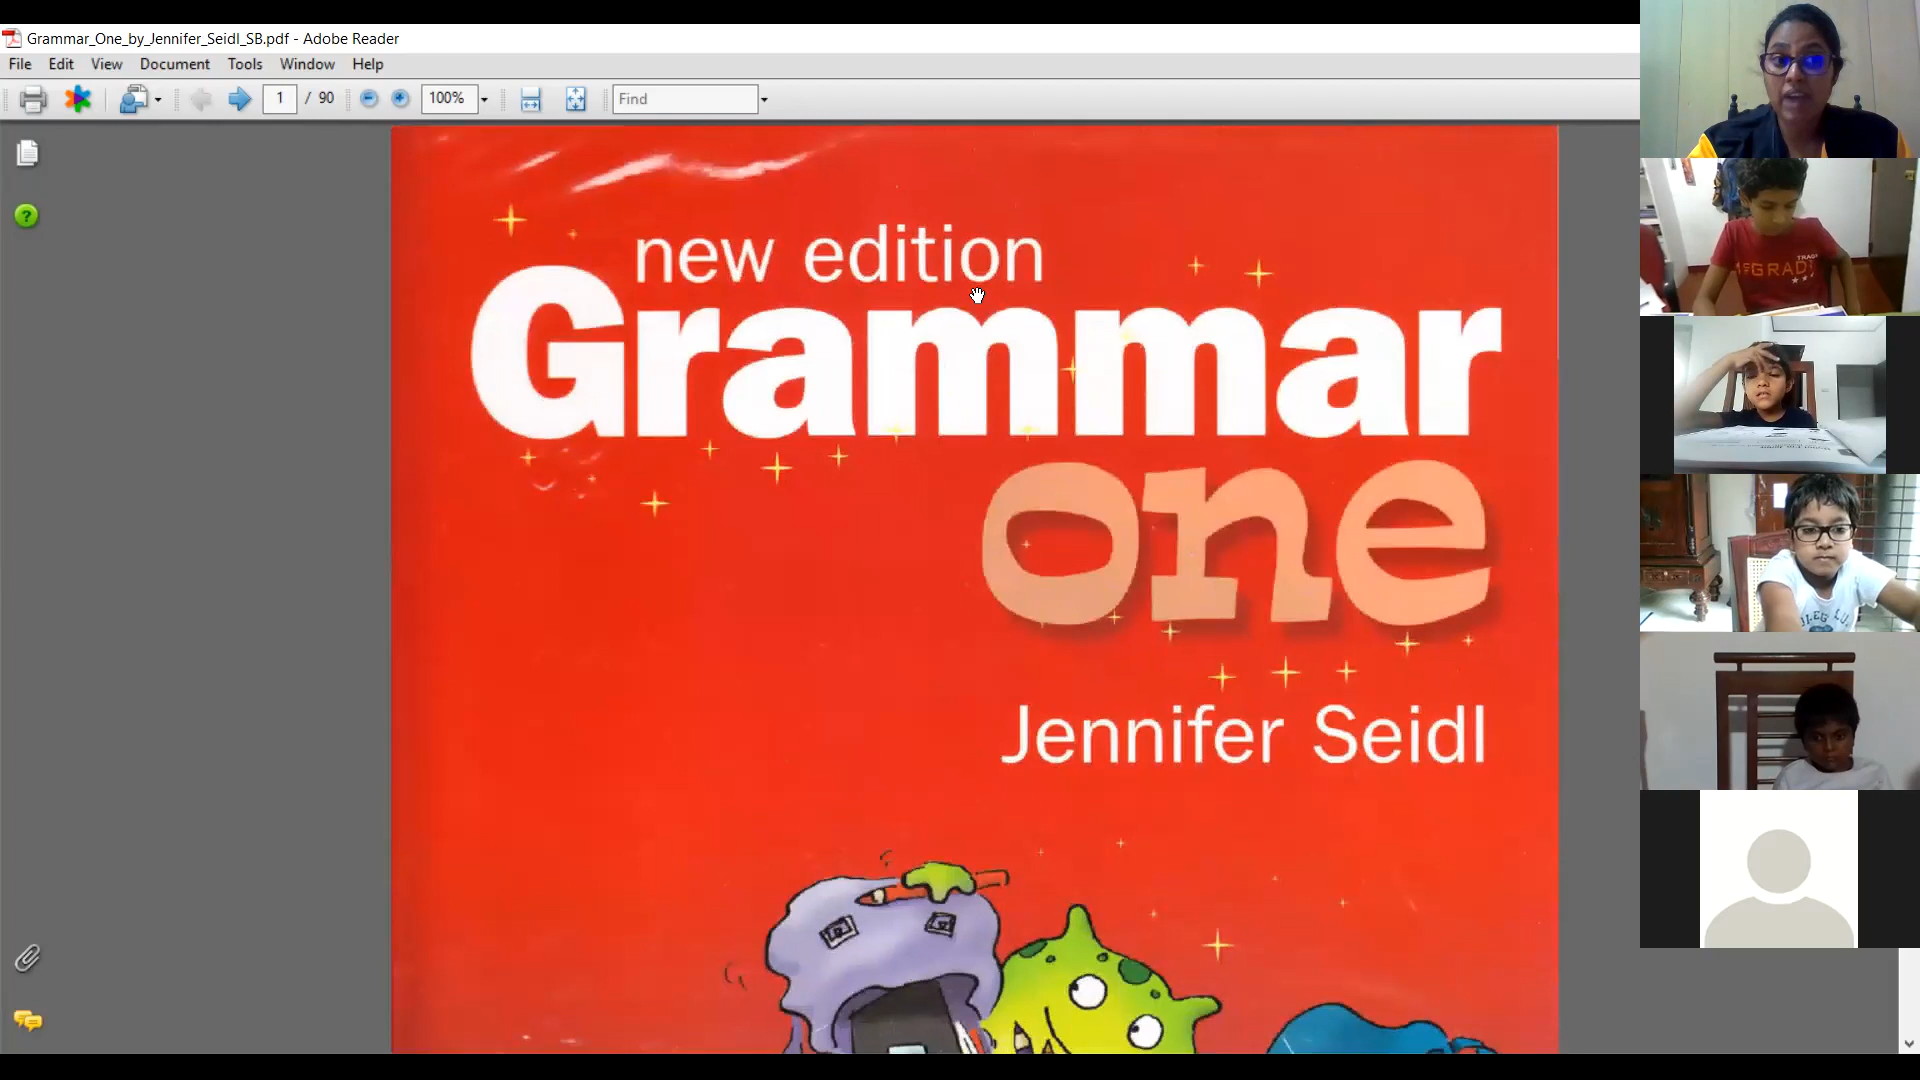 Grammar_One_by_Jennifer_Seidl_SB.pdf - Adobe Reader
File Edit View Document Tools Window Help
1 / 90 100% Find
new edition
Grammar
one
Jennifer Seidl
GRADI